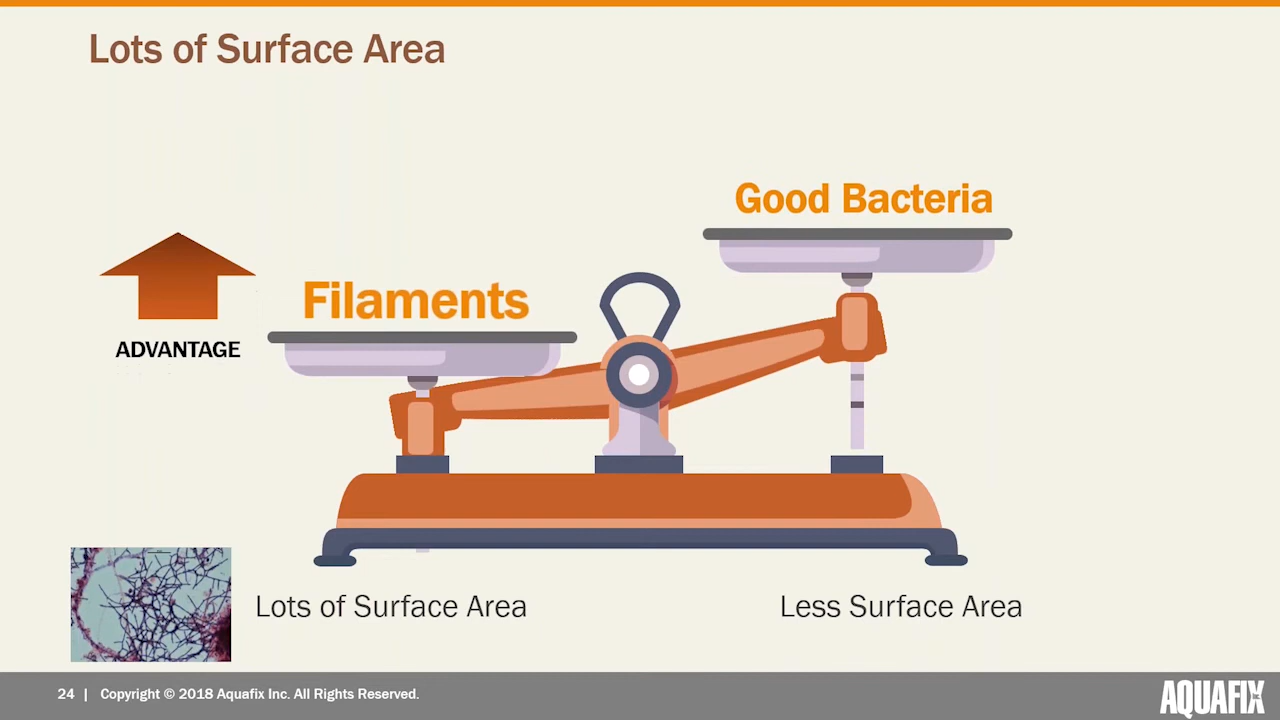 Lots of Surface Area
Good Bacteria
Filaments
ADVANTAGE
Lots of Surface Area
Less Surface Area
24 | Copyright © 2018 Aquafix Inc. All Rights Reserved.
AQUAFIX